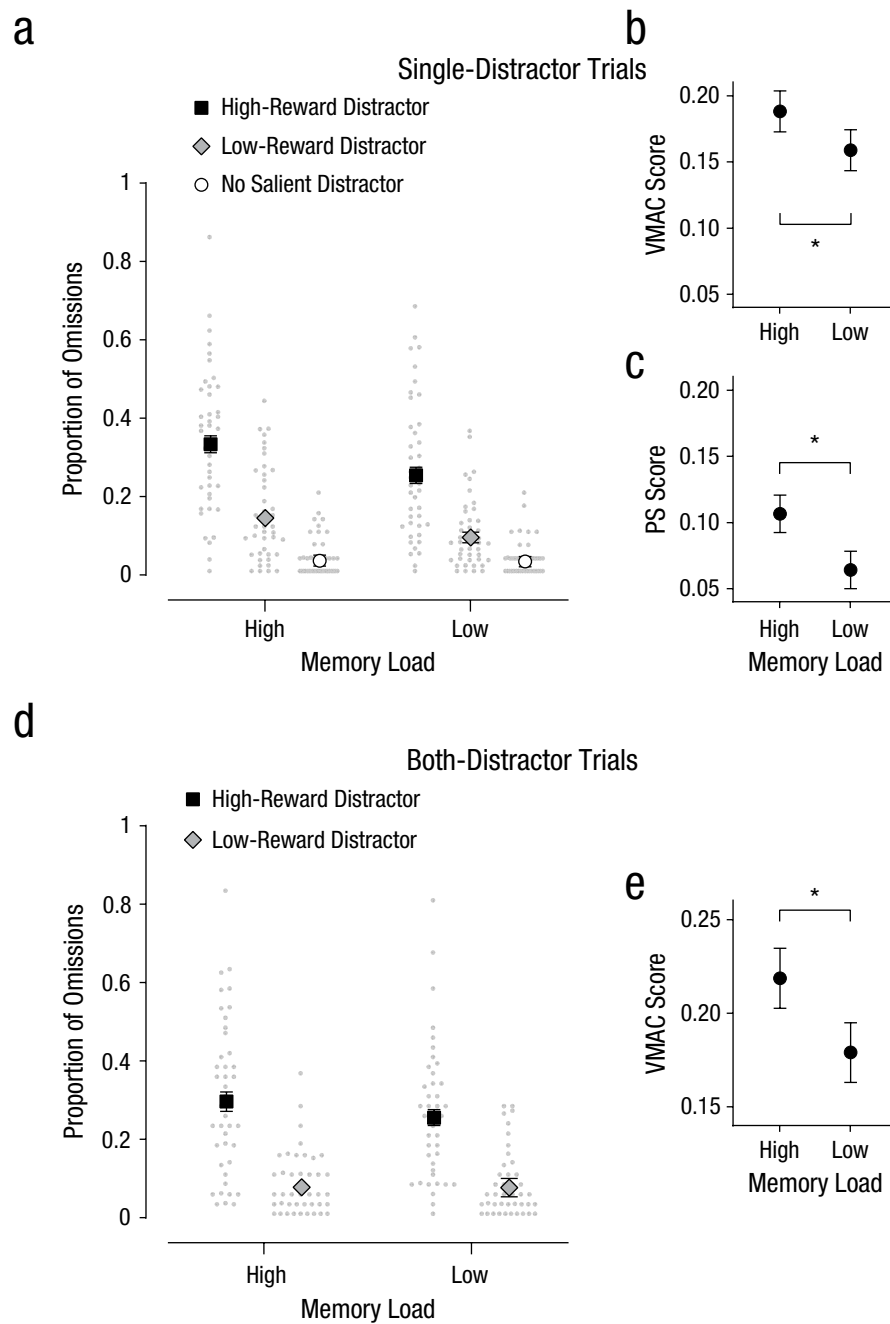 a
Single-Distractor Trials
High-Reward Distractor
Low-Reward Distractor
No Salient Distractor
1
0.8
0.6
0.4
0.2
0
Proportion of Omissions
High
Low
Memory Load
b
0.20
0.15
0.10
0.05
VMAC Score
*
High
Low
c
0.20
0.15
0.10
0.05
PS Score
*
High
Low
Memory Load
d
Both-Distractor Trials
High-Reward Distractor
Low-Reward Distractor
1
0.8
0.6
0.4
0.2
0
Proportion of Omissions
High
Low
Memory Load
e
0.25
0.20
0.15
VMAC Score
*
High
Low
Memory Load